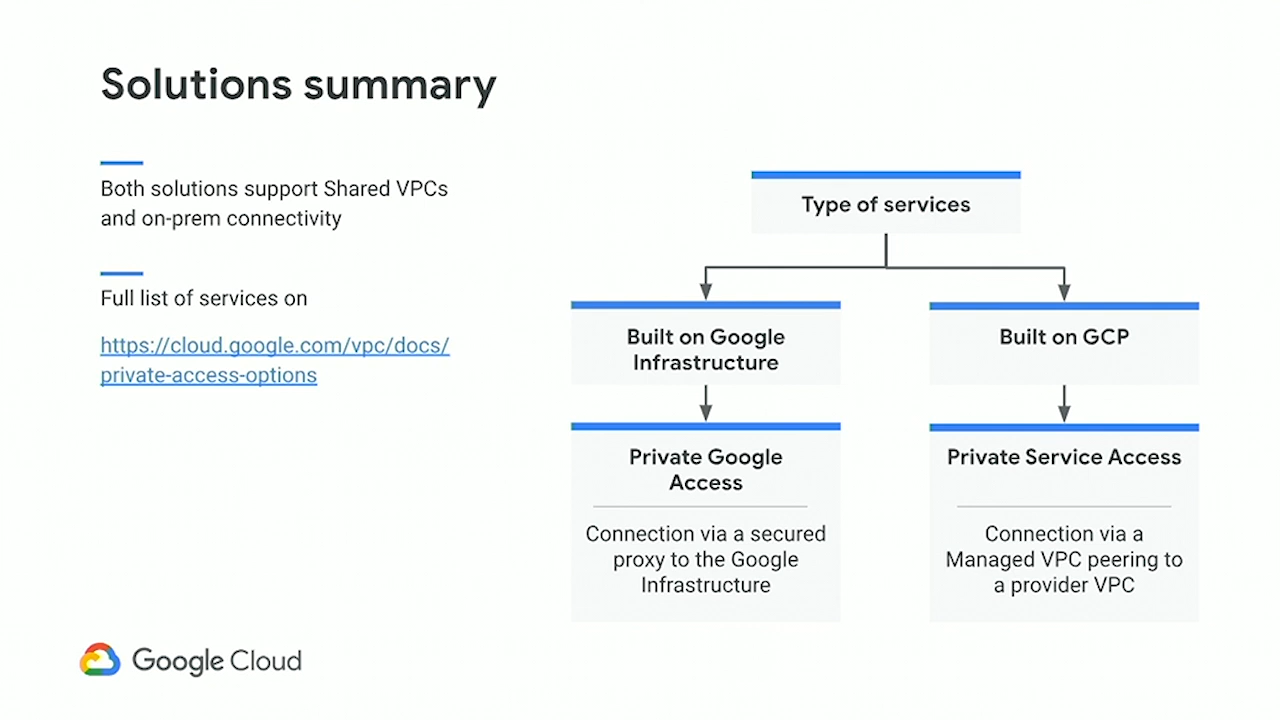 Solutions summary
Both solutions support Shared VPCs
and on-prem connectivity
Full list of services on
https://cloud.google.com/vpc/docs/
private-access-options
Type of services
Built on Google
Infrastructure
Built on GCP
Private Google
Access
Connection via a secured
proxy to the Google
Infrastructure
Private Service Access
Connection via a
Managed VPC peering to
a provider VPC
Google Cloud